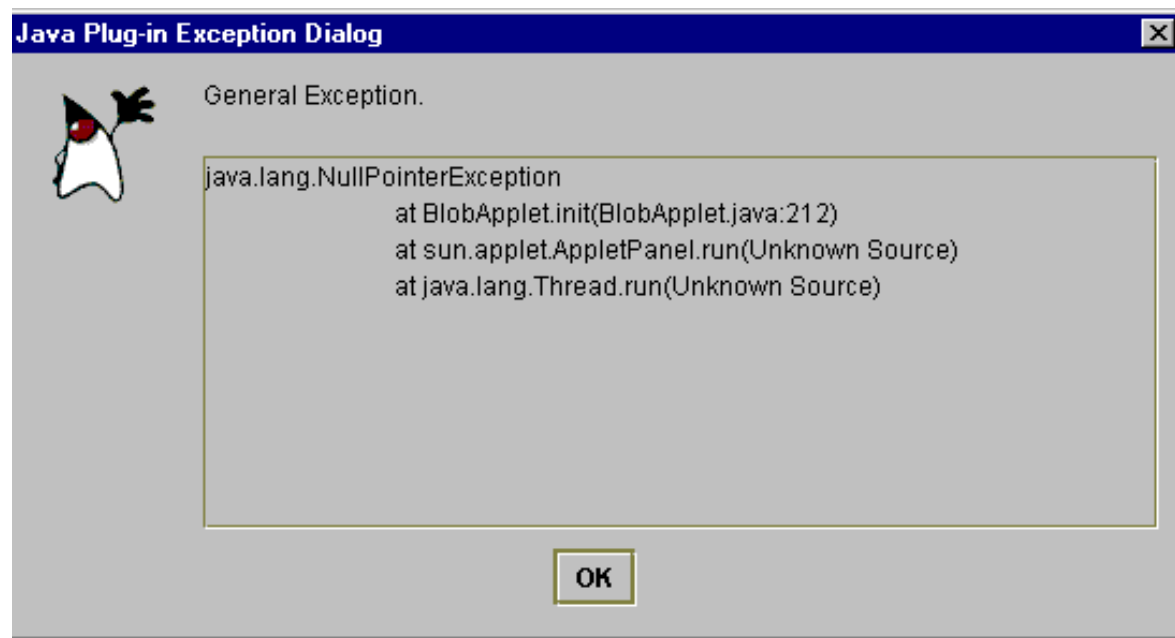 Java Plug-in Exception Dialog
General Exception.
java.lang.NullPointerException
at BlobApplet.init(BlobApplet.java:212)
at sun.applet.AppletPanel.run(Unknown Source)
at java.lang.Thread.run(Unknown Source)
OK